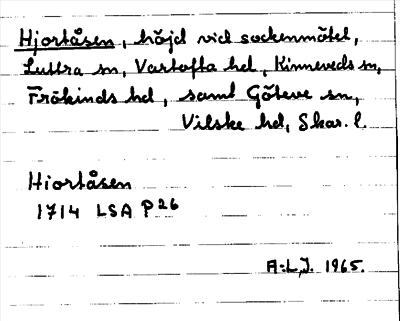 Hjortåsen, höjd vid sockenmötet,
Luttra sn, Vartofta hd, Kinneveds sn,
Frökinds hd, samt Göteve sn,
Vilske hd, Skar. l.
Hiortåsen
1714 LSA P26
A:L,J. 1965.